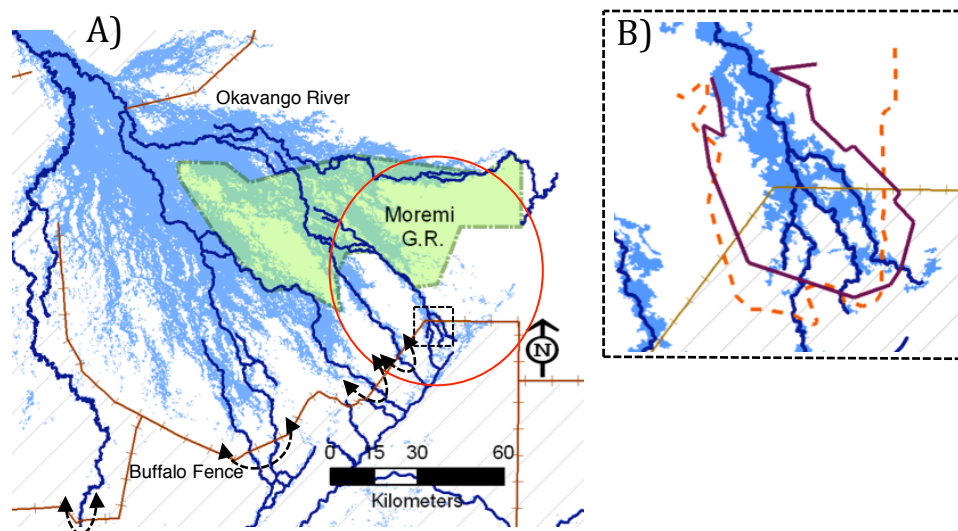 A)
B)
Okavango River
Moremi
G.R.
N
Buffalo Fence
0 15 30 60
Kilometers